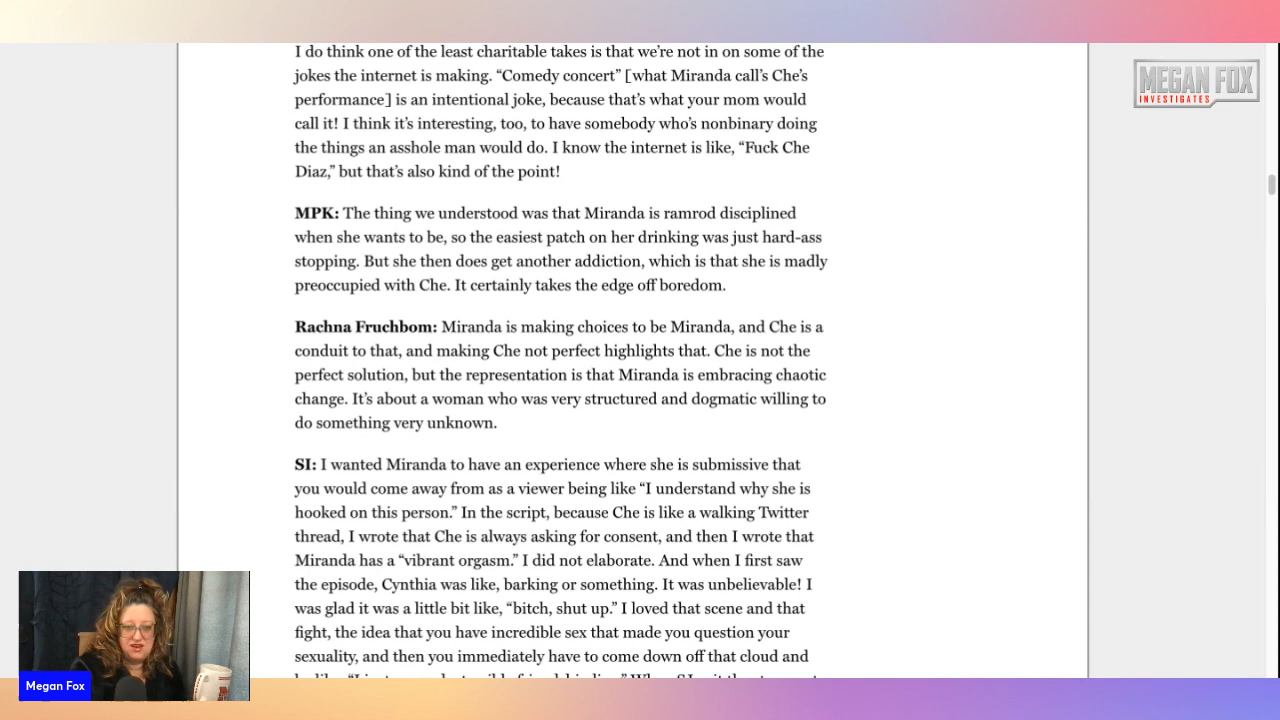 I do think one of the least charitable takes is that we're not in on some of the
jokes the internet is making. “Comedy concert” [what Miranda call's Che's
performance] is an intentional joke, because that's what your mom would
call it! I think it's interesting, too, to have somebody who's nonbinary doing
the things an asshole man would do. I know the internet is like, “Fuck Che
Diaz,” but that's also kind of the point!
MPK: The thing we understood was that Miranda is ramrod disciplined
when she wants to be, so the easiest patch on her drinking was just hard-ass
stopping. But she then does get another addiction, which is that she is madly
preoccupied with Che. It certainly takes the edge off boredom.
Rachna Fruchbom: Miranda is making choices to be Miranda, and Che is a
conduit to that, and making Che not perfect highlights that. Che is not the
perfect solution, but the representation is that Miranda is embracing chaotic
change. It's about a woman who was very structured and dogmatic willing to
do something very unknown.
SI: I wanted Miranda to have an experience where she is submissive that
you would come away from as a viewer being like “I understand why she is
hooked on this person.” In the script, because Che is like a walking Twitter
thread, I wrote that Che is always asking for consent, and then I wrote that
Miranda has a “vibrant orgasm.” I did not elaborate. And when I first saw
the episode, Cynthia was like, barking or something. It was unbelievable! I
was glad it was a little bit like, “bitch, shut up.” I loved that scene and that
fight, the idea that you have incredible sex that made you question your
sexuality, and then you immediately have to come down off that cloud and
MEGAN FOX
INVESTIGATES
Megan Fox